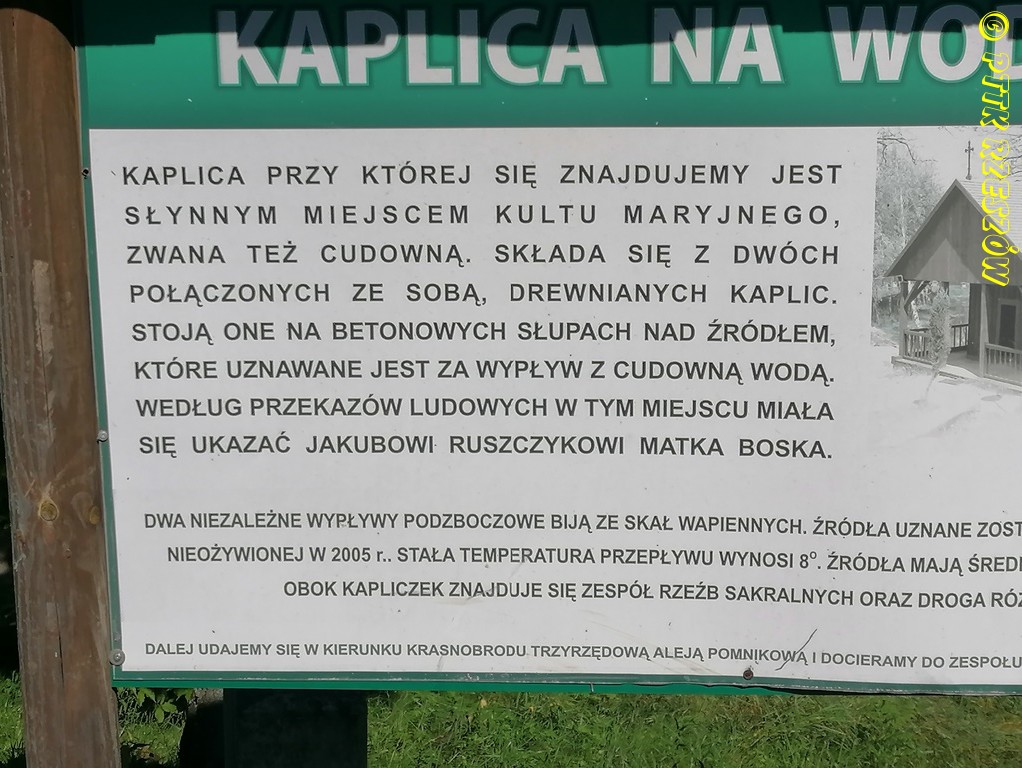 KAPLICA NA WOD
© PTTK RZESZÓW
KAPLICA PRZY KTÓREJ SIĘ ZNAJDUJEMY JEST
SŁYNNYM MIEJSCEM KULTU MARYJNEGO,
ZWANA TEŻ CUDOWNĄ. SKŁADA SIĘ Z DWÓCH
POŁĄCZONYCH ZE SOBĄ, DREWNIANYCH KAPLIC.
STOJĄ ONE NA BETONOWYCH SŁUPACH NAD ŹRÓDŁEM,
KTÓRE UZNAWANE JEST ZA WYPŁYW Z CUDOWNĄ WODĄ.
WEDŁUG PRZEKAZÓW LUDOWYCH W TYM MIEJSCU MIAŁA
SIĘ UKAZAĆ JAKUBOWI RUSZCZYKOWI MATKA BOSKA.
DWA NIEZALEŻNE WYPŁYWY PODZBOCZOWE BIJĄ ZE SKAŁ WAPIENNYCH. ŹRÓDŁA UZNANE ZOST
NIEOŻYWIONEJ W 2005 r.. STAŁA TEMPERATURA PRZEPŁYWU WYNOSI 8°. ŹRÓDŁA MAJĄ ŚREDN
OBOK KAPLICZEK ZNAJDUJE SIĘ ZESPÓŁ RZEŹB SAKRALNYCH ORAZ DROGA RÓŻ
DALEJ UDAJEMY SIĘ W KIERUNKU KRASNOBRODU TRZYRZĘDOWĄ ALEJĄ POMNIKOWĄ I DOCIERAMY DO ZESPOŁU